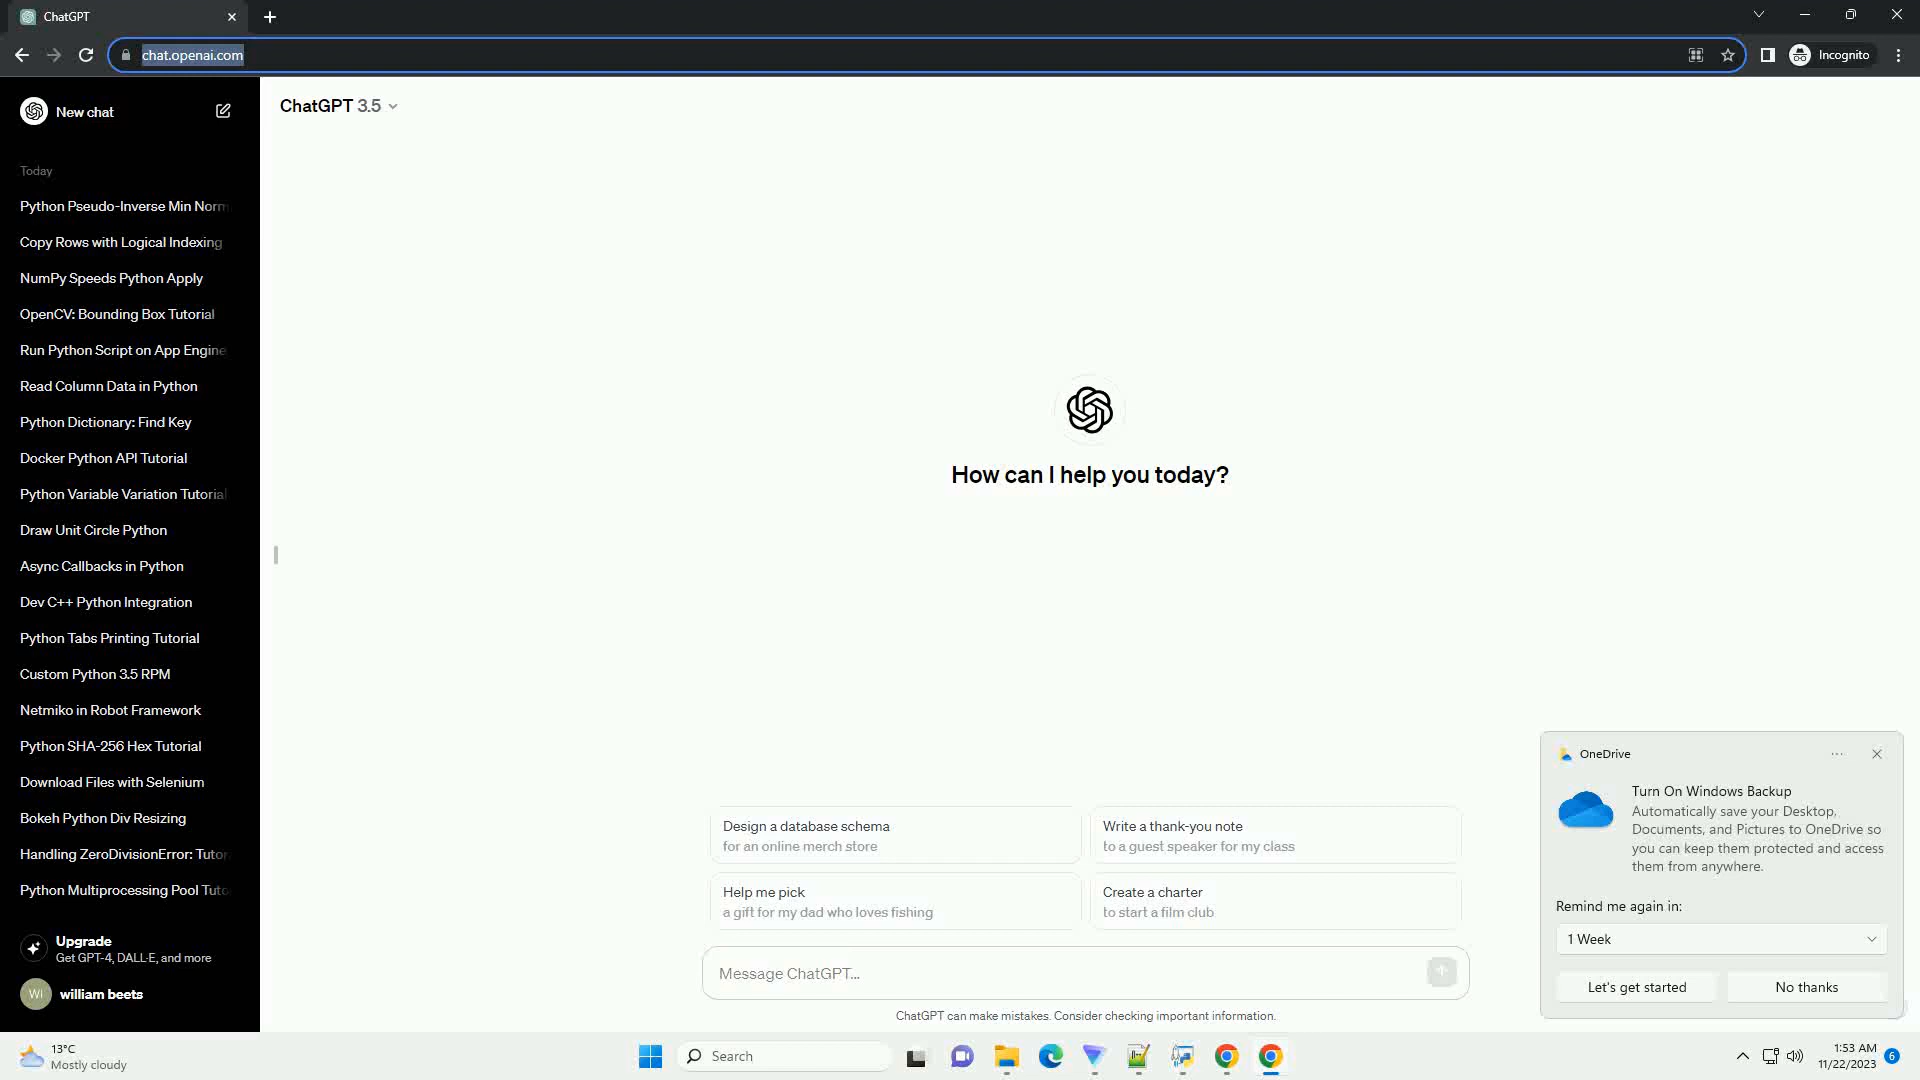 ChatGPT
chat.openai.com
Incognito
New chat
ChatGPT 3.5
Today
Python Pseudo-Inverse Min Norm
Copy Rows with Logical Indexing
NumPy Speeds Python Apply
OpenCV: Bounding Box Tutorial
Run Python Script on App Engine
Read Column Data in Python
Python Dictionary: Find Key
Docker Python API Tutorial
Python Variable Variation Tutorial
Draw Unit Circle Python
Async Callbacks in Python
Dev C++ Python Integration
Python Tabs Printing Tutorial
Custom Python 3.5 RPM
Netmiko in Robot Framework
Python SHA-256 Hex Tutorial
Download Files with Selenium
Bokeh Python Div Resizing
Handling ZeroDivisionError: Tutor
Python Multiprocessing Pool Tuto
Upgrade
Get GPT-4, DALL·E, and more
WI
william beets
How can I help you today?
Design a database schema
for an online merch store
Write a thank-you note
to a guest speaker for my class
Help me pick
a gift for my dad who loves fishing
Create a charter
to start a film club
Message ChatGPT...
ChatGPT can make mistakes. Consider checking important information.
OneDrive
Turn On Windows Backup
Automatically save your Desktop,
Documents, and Pictures to OneDrive so
you can keep them protected and access
them from anywhere.
Remind me again in:
1 Week
Let's get started
No thanks
13°C
Mostly cloudy
Search
1:53 AM
11/22/2023
6